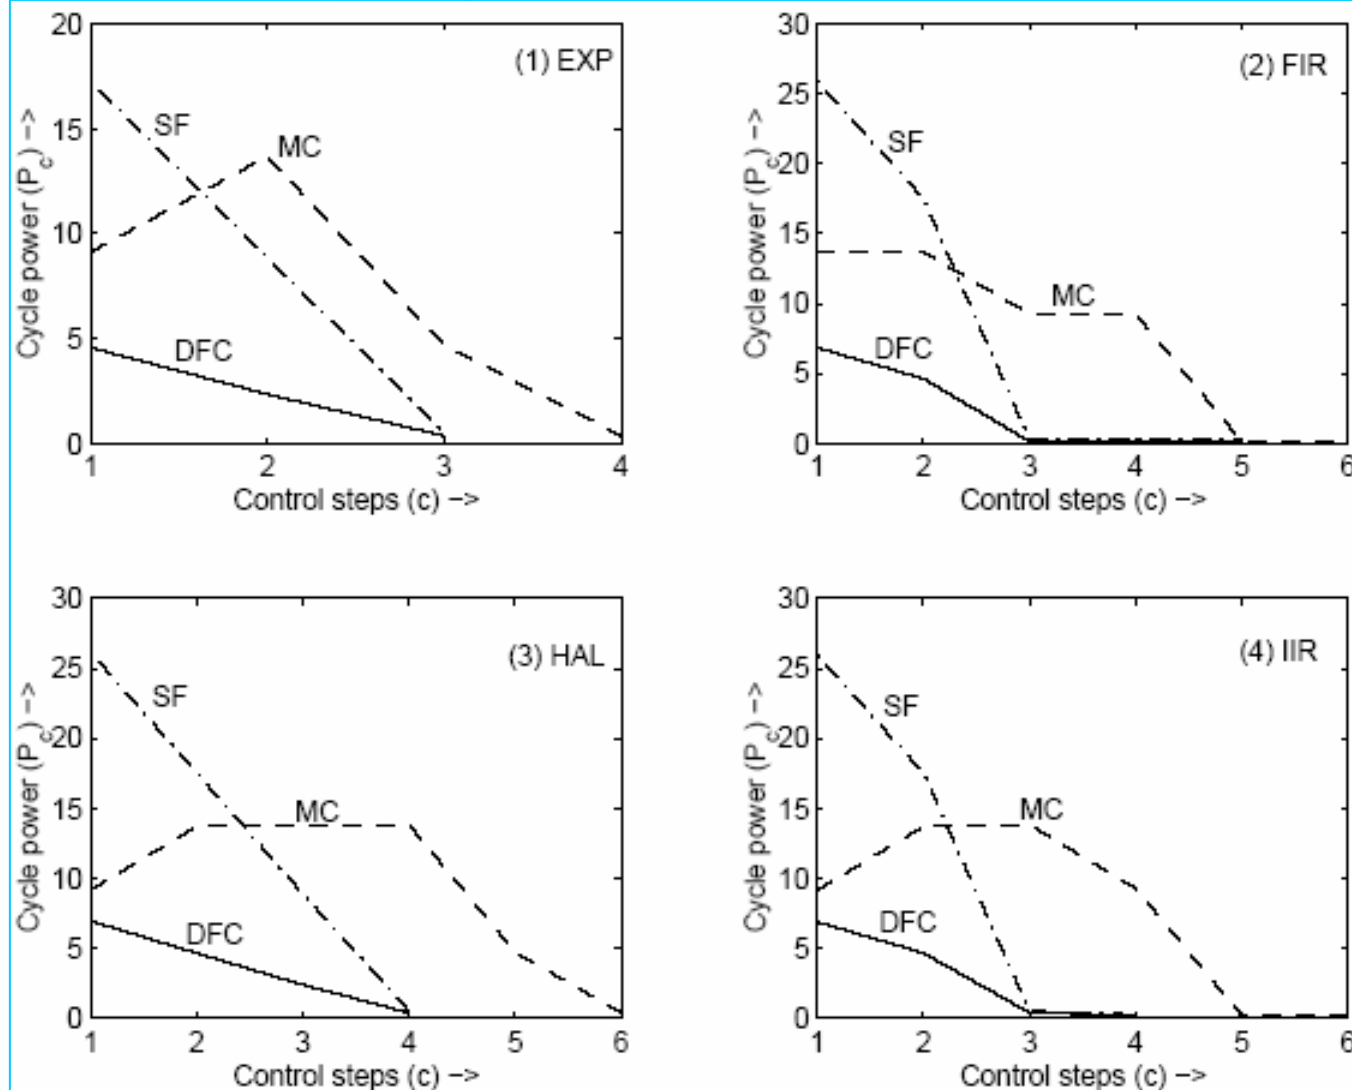 20
15
10
5
0
1
2
3
4
Cycle power (P_c) −>
Control steps (c) −>
(1) EXP
SF
MC
DFC
30
25
20
15
10
5
0
1
2
3
4
5
6
Cycle power (P_c) −>
Control steps (c) −>
(2) FIR
SF
MC
DFC
30
25
20
15
10
5
0
1
2
3
4
5
6
Cycle power (P_c) −>
Control steps (c) −>
(3) HAL
SF
MC
DFC
30
25
20
15
10
5
0
1
2
3
4
5
6
Cycle power (P_c) −>
Control steps (c) −>
(4) IIR
SF
MC
DFC